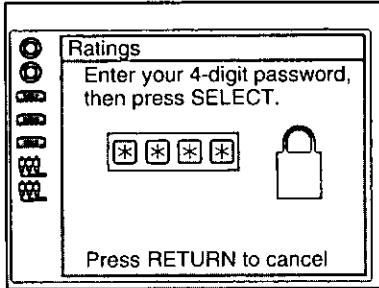 Ratings
Enter your 4-digit password,
then press SELECT.
* * * *
Press RETURN to cancel